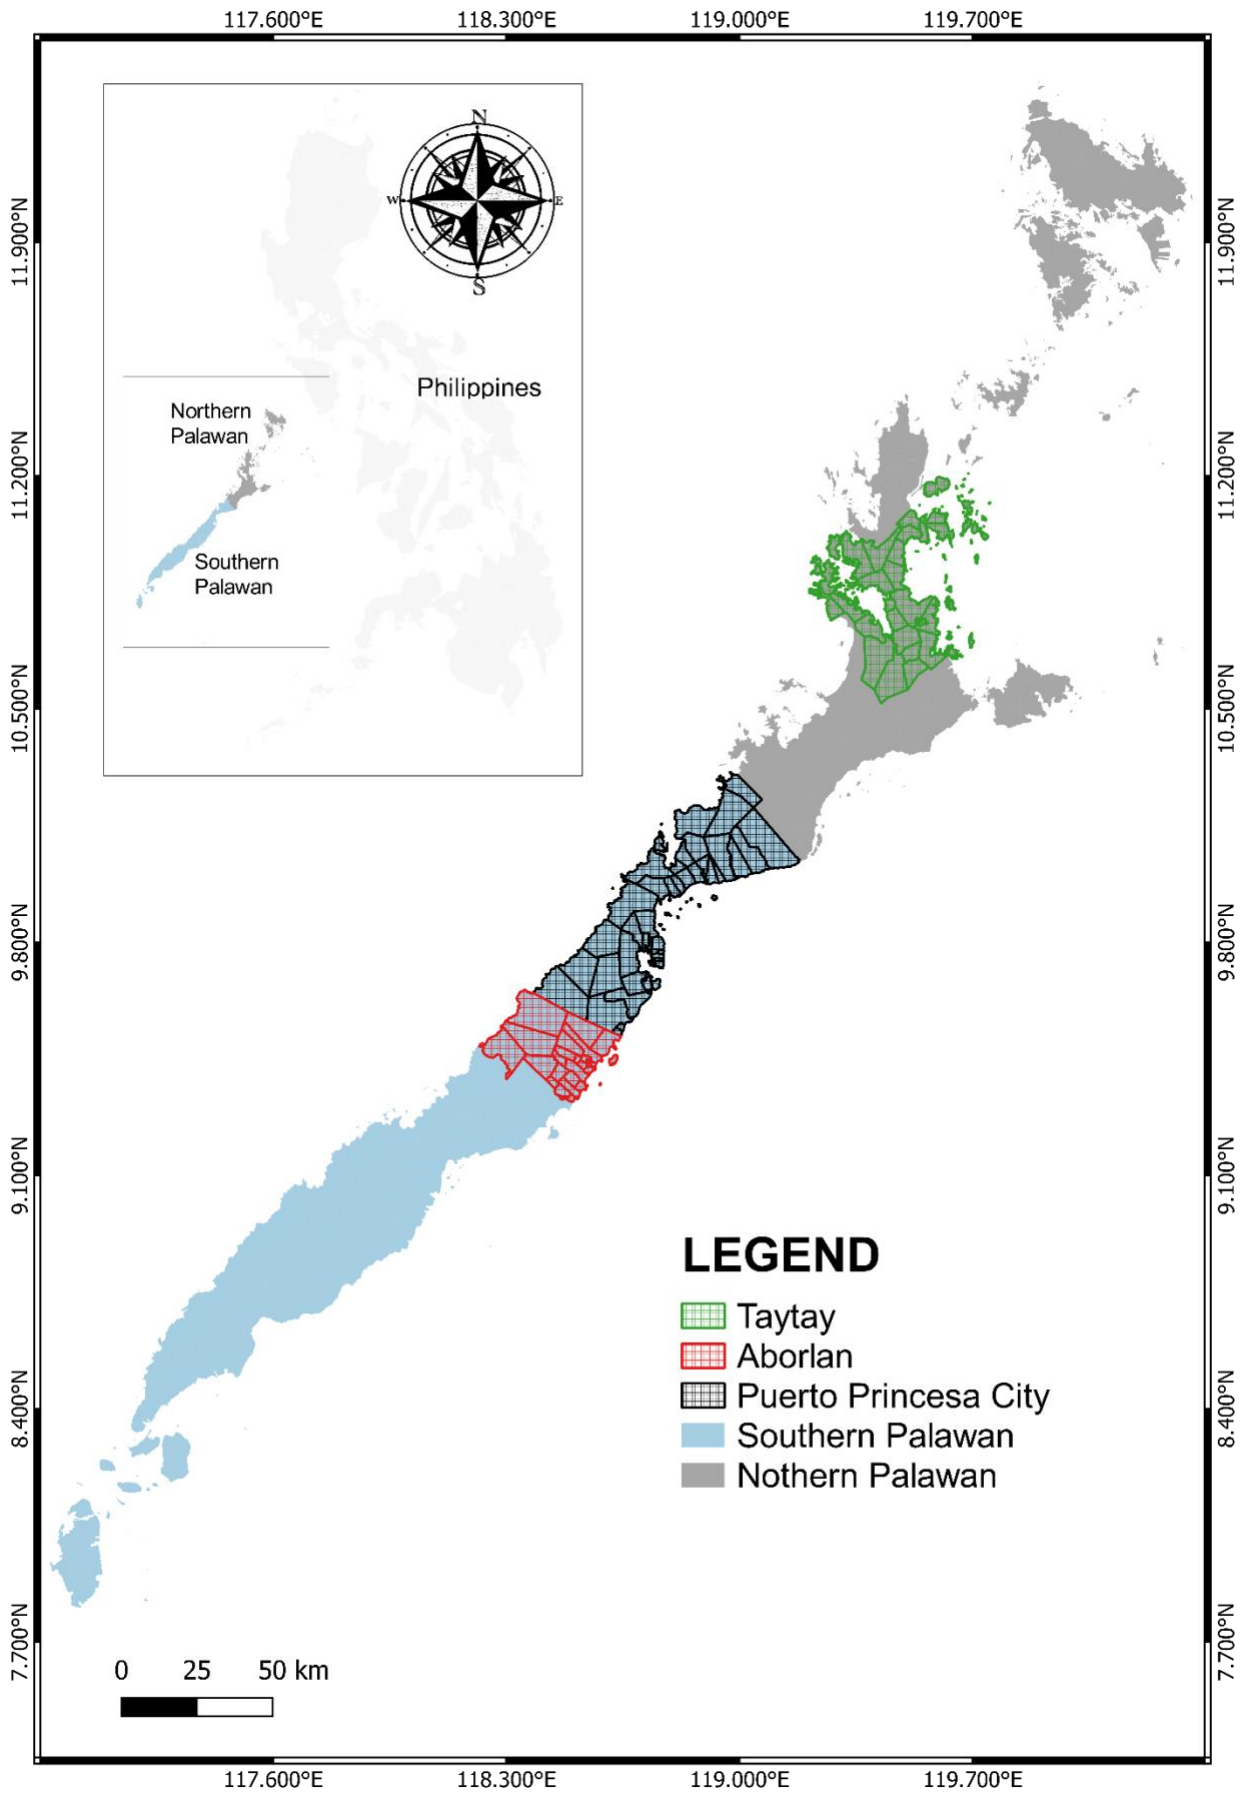 117.600°E 118.300°E 119.000°E 119.700°E
N
W E
S
Philippines
Northern
Palawan
Southern
Palawan
11.900°N 11.900°N
11.200°N 11.200°N
10.500°N 10.500°N
9.800°N 9.800°N
9.100°N 9.100°N
8.400°N 8.400°N
7.700°N 7.700°N
LEGEND
Taytay
Aborlan
Puerto Princesa City
Southern Palawan
Nothern Palawan
0 25 50 km
117.600°E 118.300°E 119.000°E 119.700°E